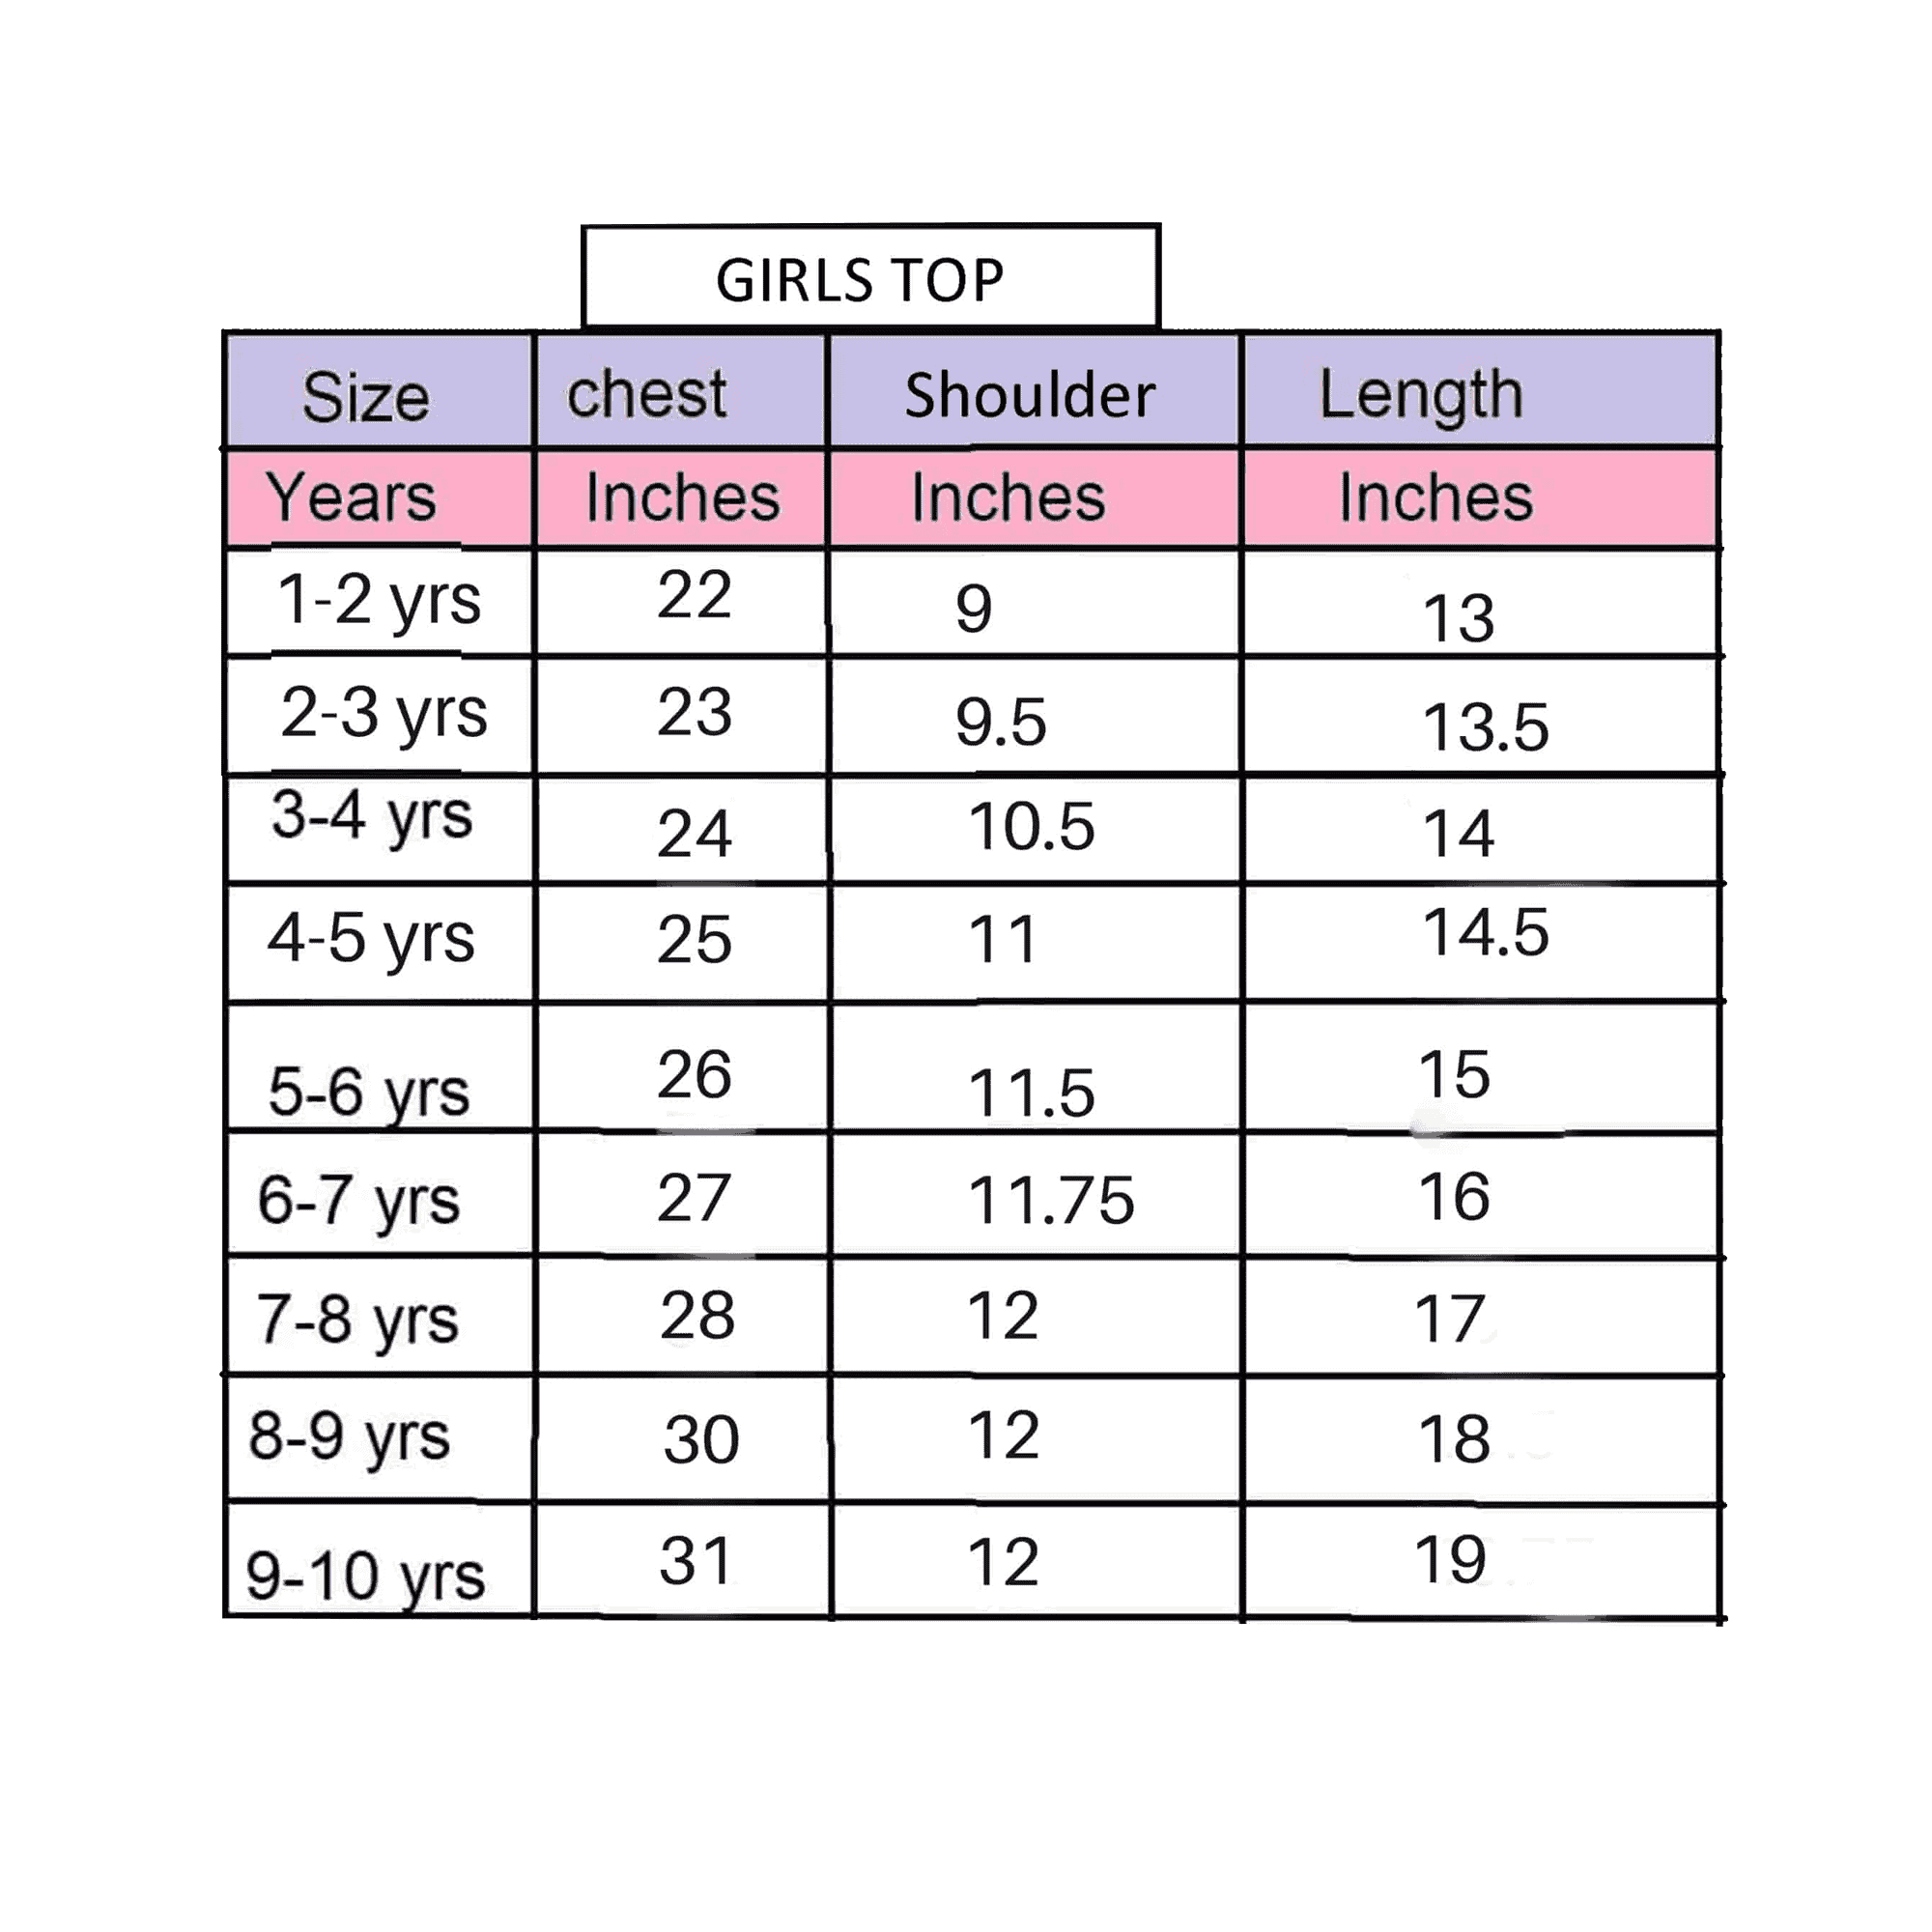 GIRLS TOP
Size chest Shoulder Length
Years Inches Inches Inches
1-2 yrs 22 9 13
2-3 yrs 23 9.5 13.5
3-4 yrs 24 10.5 14
4-5 yrs 25 11 14.5
5-6 yrs 26 11.5 15
6-7 yrs 27 11.75 16
7-8 yrs 28 12 17
8-9 yrs 30 12 18
9-10 yrs 31 12 19